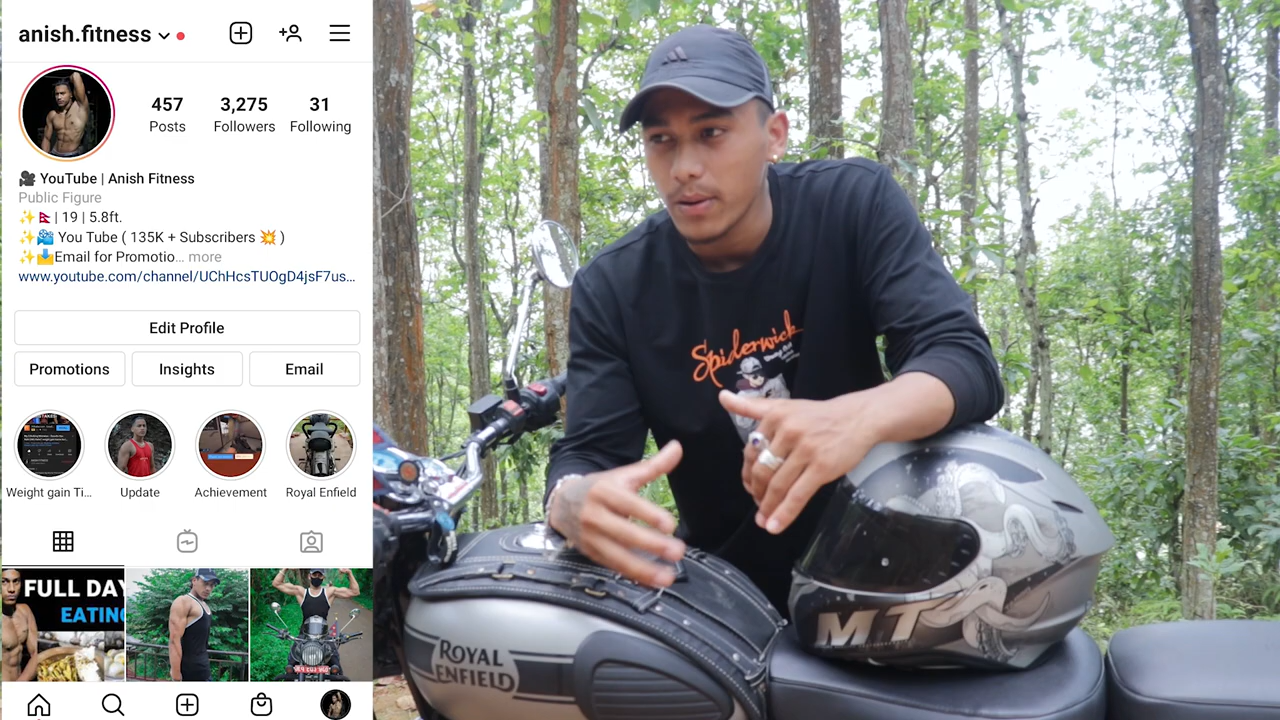 anish.fitness
457
3,275
31
Posts
Followers
Following
🎥 YouTube | Anish Fitness
Public Figure
✨🇳🇵 | 19 | 5.8ft.
✨🎦 You Tube ( 135K + Subscribers 💥 )
✨📩Email for Promotio... more
www.youtube.com/channel/UChHcsTUOgD4jsF7us...
Edit Profile
Promotions
Insights
Email
Weight gain Ti...
Update
Achievement
Royal Enfield
FULL DAY
EATING
Spiderwick
MT
ROYAL
ENFIELD